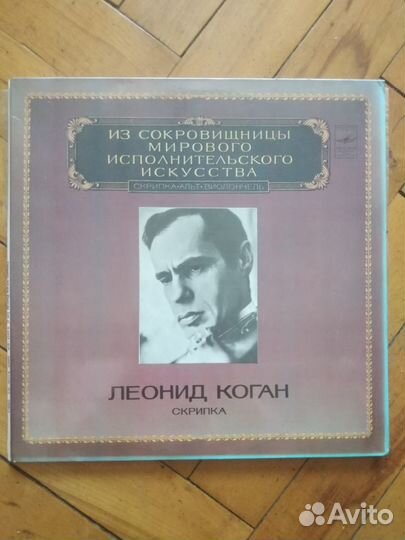 ИЗ СОКРОВИЩНИЦЫ
МИРОВОГО
ИСПОЛНИТЕЛЬСКОГО
ИСКУССТВА
СКРИПКА•АЛЬТ•ВИОЛОНЧЕЛЬ
ЛЕОНИД КОГАН
СКРИПКА
Avito